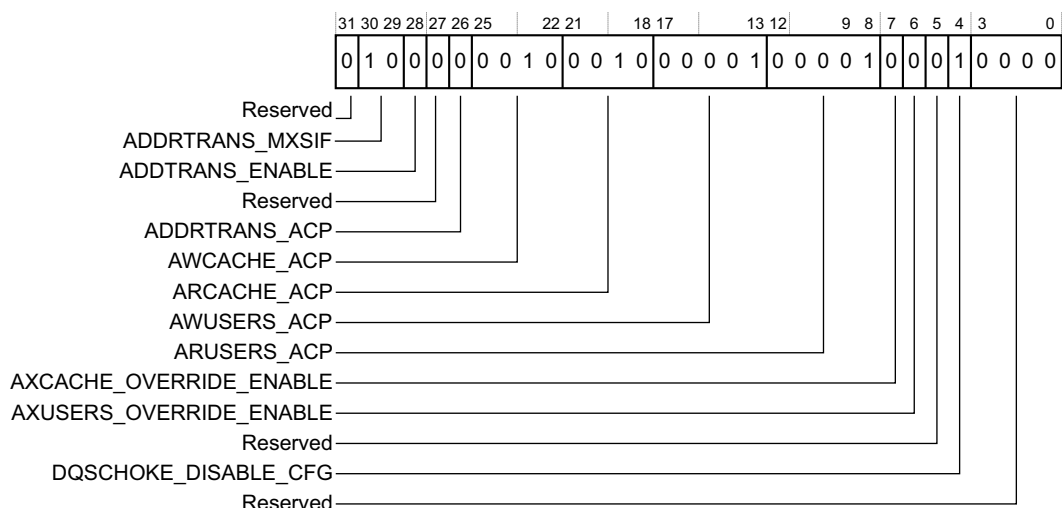 31 30 29 28 27 26 25 22 21 18 17 13 12 9 8 7 6 5 4 3 0
0 1 0 0 0 0 0 0 1 0 0 0 1 0 0 0 0 0 1 0 0 0 0 1 0 0 0 1 0 0 0 0
Reserved
ADDRTRANS_MXSIF
ADDTRANS_ENABLE
Reserved
ADDRTRANS_ACP
AWCACHE_ACP
ARCACHE_ACP
AWUSERS_ACP
ARUSERS_ACP
AXCACHE_OVERRIDE_ENABLE
AXUSERS_OVERRIDE_ENABLE
Reserved
DQSCHOKE_DISABLE_CFG
Reserved